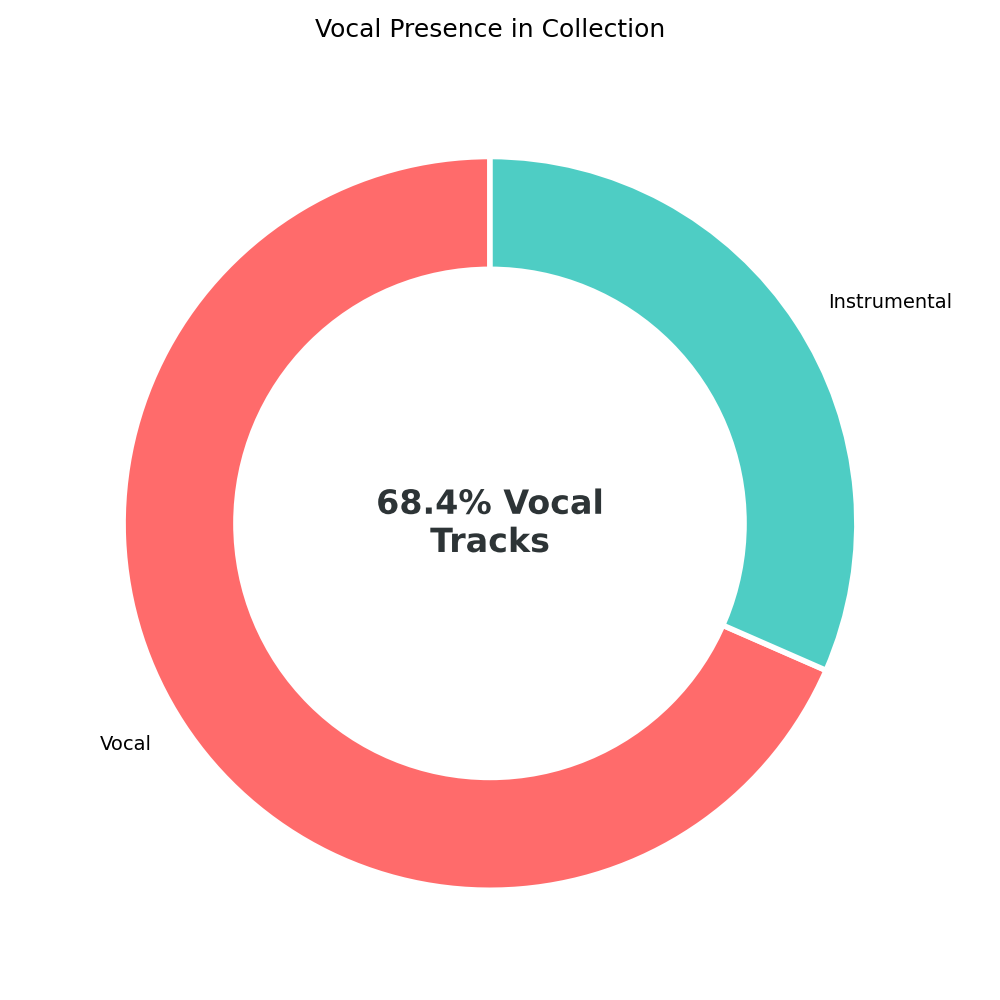 Vocal Presence in Collection
Instrumental
68.4% Vocal
Tracks
Vocal